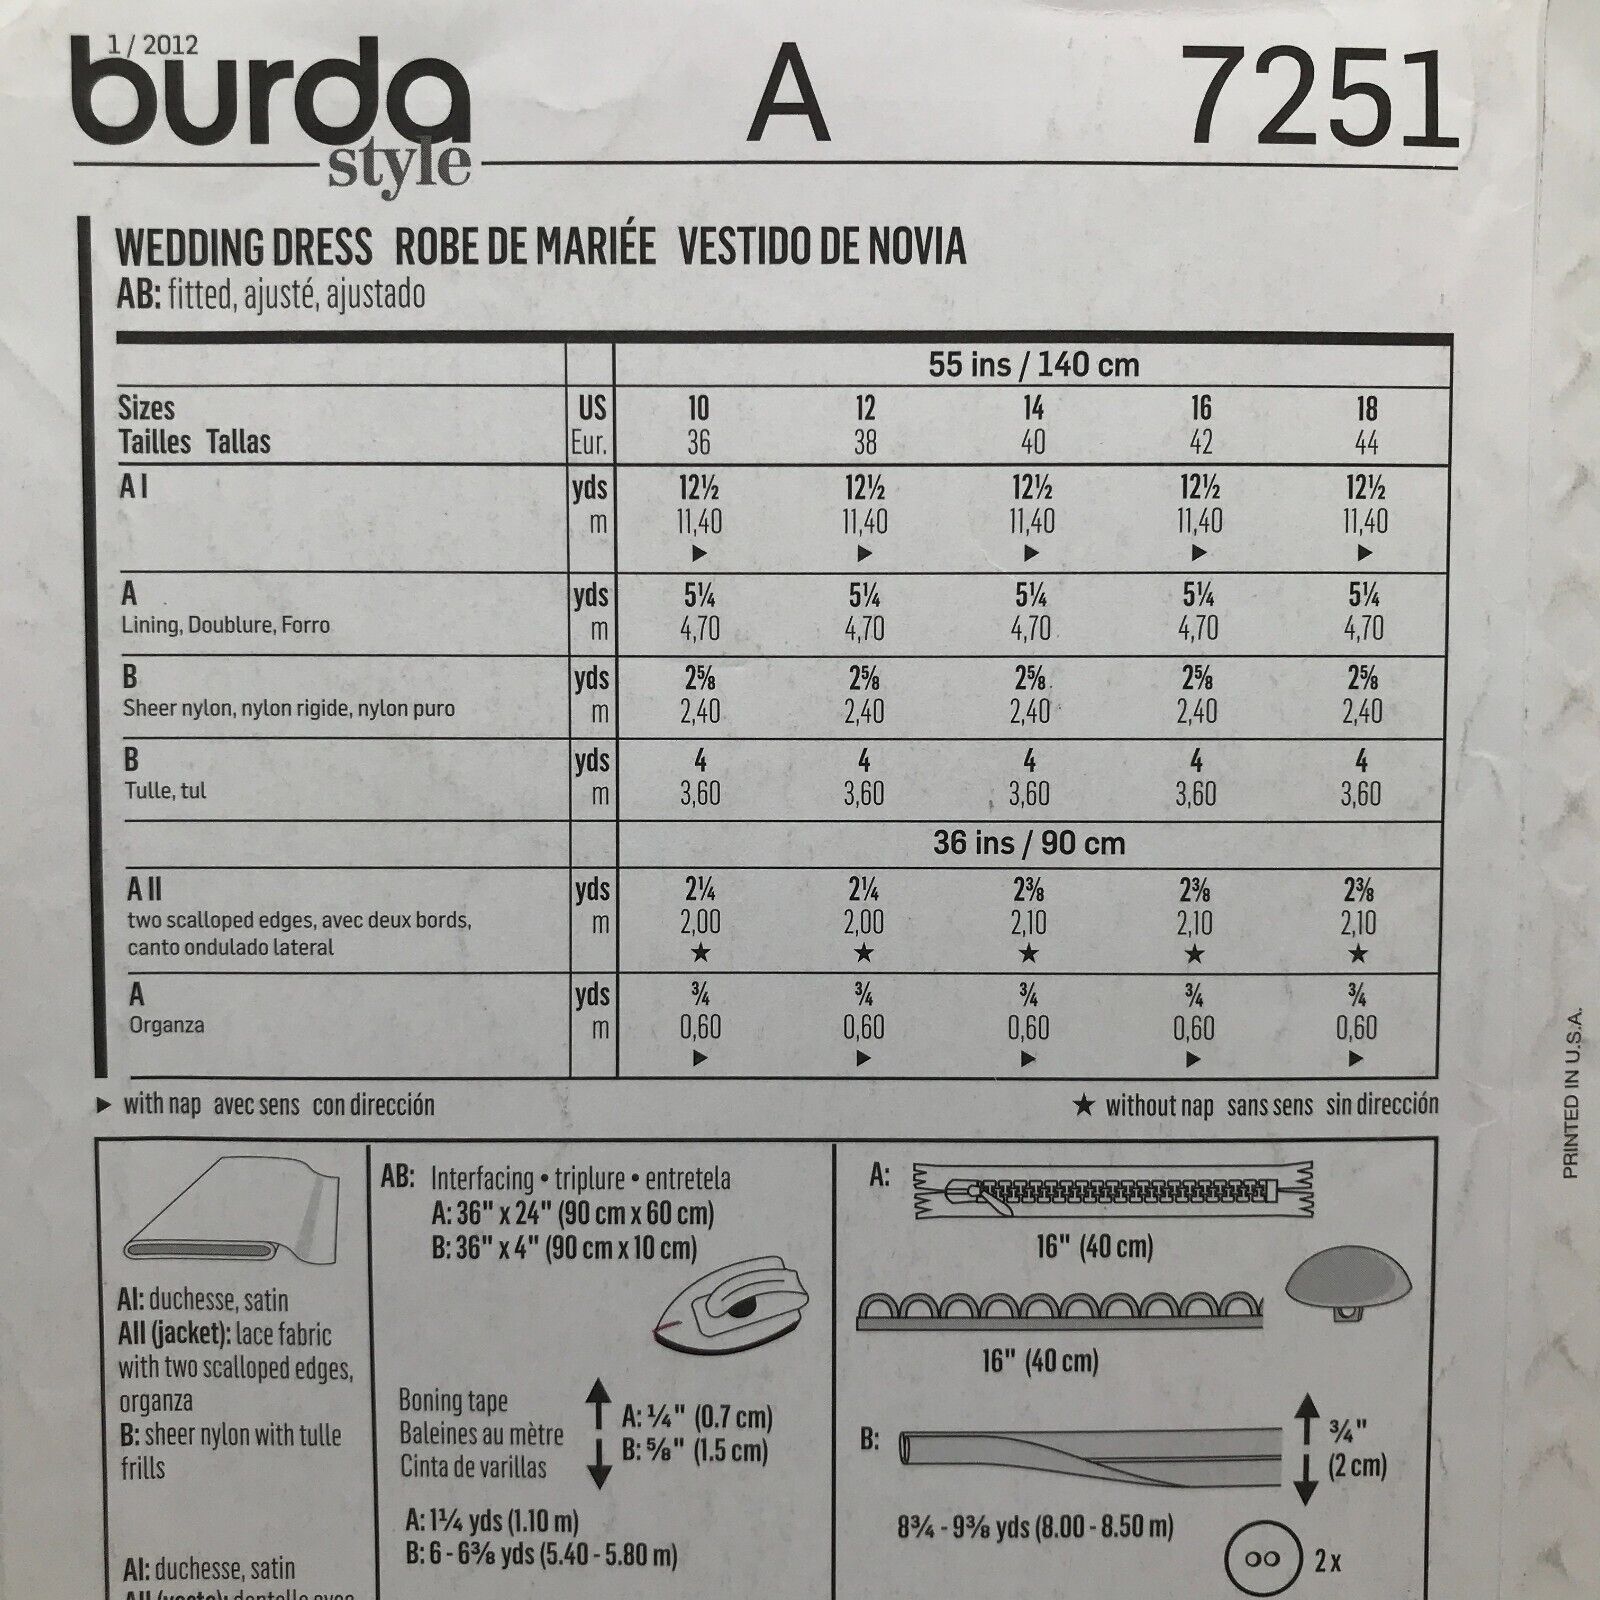 1 / 2012
burda style
A
7251
WEDDING DRESS ROBE DE MARIÉE VESTIDO DE NOVIA
AB: fitted, ajusté, ajustado
55 ins / 140 cm
Sizes US 10 12 14 16 18
Tailles Tallas Eur. 36 38 40 42 44
A I yds 12½ 12½ 12½ 12½ 12½
m 11,40 11,40 11,40 11,40 11,40
► ► ► ► ►
A yds 5¼ 5¼ 5¼ 5¼ 5¼
Lining, Doublure, Forro m 4,70 4,70 4,70 4,70 4,70
B yds 2⅝ 2⅝ 2⅝ 2⅝ 2⅝
Sheer nylon, nylon rigide, nylon puro m 2,40 2,40 2,40 2,40 2,40
B yds 4 4 4 4 4
Tulle, tul m 3,60 3,60 3,60 3,60 3,60
36 ins / 90 cm
A II yds 2¼ 2¼ 2⅜ 2⅜ 2⅜
two scalloped edges, avec deux bords, m 2,00 2,00 2,10 2,10 2,10
canto ondulado lateral ★ ★ ★ ★ ★
A yds ¾ ¾ ¾ ¾ ¾
Organza m 0,60 0,60 0,60 0,60 0,60
► ► ► ► ►
► with nap avec sens con dirección ★ without nap sans sens sin dirección
AI: duchesse, satin
AII (jacket): lace fabric
with two scalloped edges,
organza
B: sheer nylon with tulle
frills
AI: duchesse, satin
AII (veste): dentelle avec
AB: Interfacing • triplure • entretela
A: 36" x 24" (90 cm x 60 cm)
B: 36" x 4" (90 cm x 10 cm)
Boning tape
Baleines au mètre
Cinta de varillas
A: ¼" (0.7 cm)
B: ⅝" (1.5 cm)
A: 1¼ yds (1.10 m)
B: 6 - 6⅜ yds (5.40 - 5.80 m)
A:
16" (40 cm)
16" (40 cm)
B:
¾"
(2 cm)
8¾ - 9⅜ yds (8.00 - 8.50 m)
2 x
PRINTED IN U.S.A.